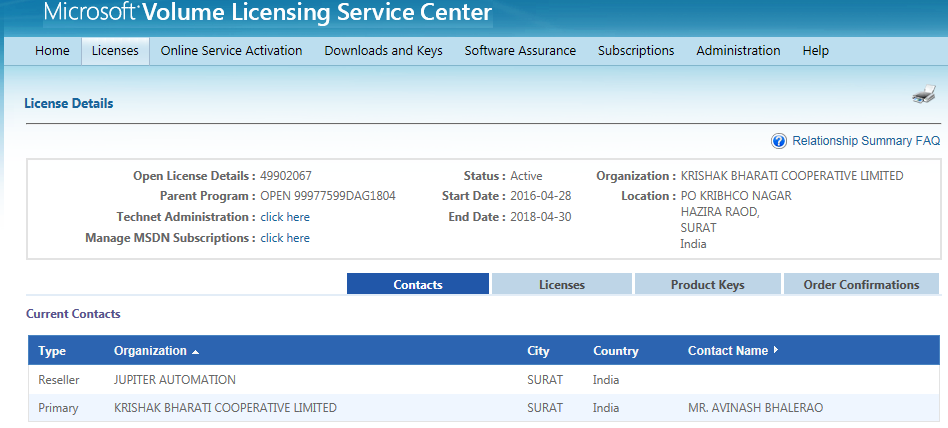 Microsoft® Volume Licensing Service Center
Home Licenses Online Service Activation Downloads and Keys Software Assurance Subscriptions Administration Help
License Details
? Relationship Summary FAQ
Open License Details : 49902067 Status : Active Organization : KRISHAK BHARATI COOPERATIVE LIMITED
Parent Program : OPEN 99977599DAG1804 Start Date : 2016-04-28 Location : PO KRIBHCO NAGAR
Technet Administration : click here End Date : 2018-04-30 HAZIRA RAOD,
SURAT
Manage MSDN Subscriptions : click here India
Contacts Licenses Product Keys Order Confirmations
Current Contacts
Type Organization City Country Contact Name
Reseller JUPITER AUTOMATION SURAT India
Primary KRISHAK BHARATI COOPERATIVE LIMITED SURAT India MR. AVINASH BHALERAO